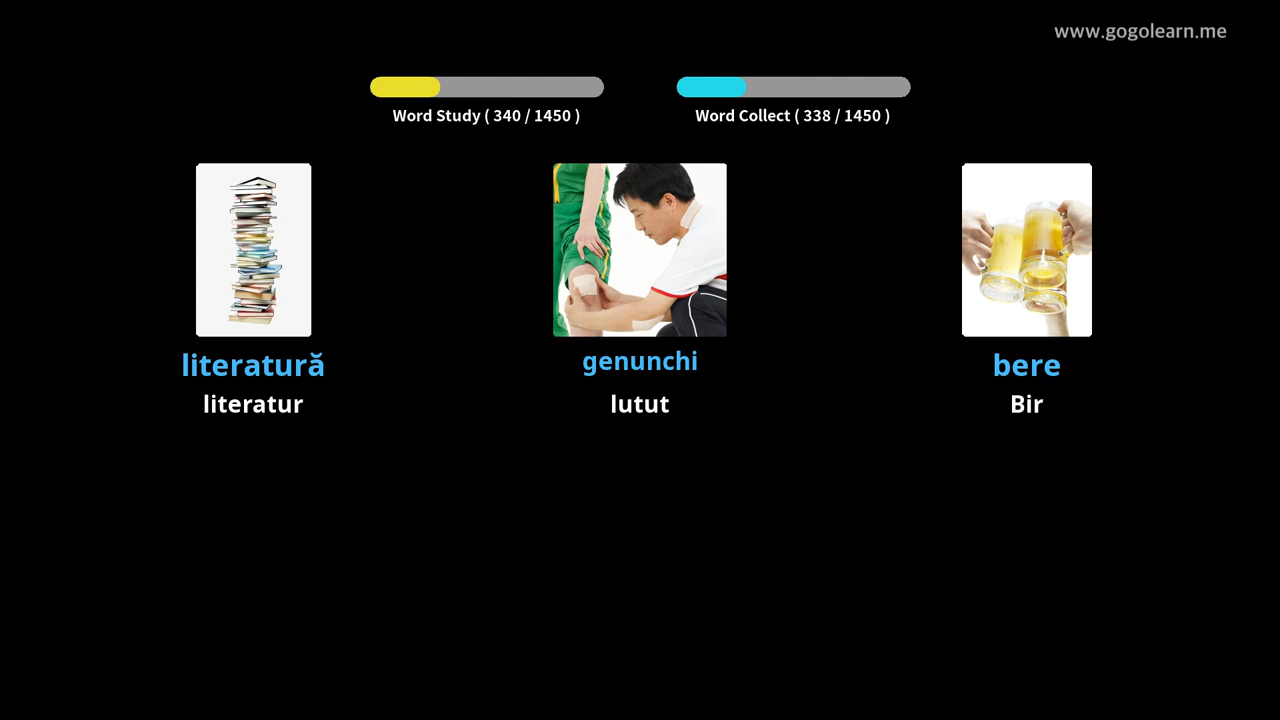 www.gogolearn.me
Word Study ( 340 / 1450 )
Word Collect ( 338 / 1450 )
literatură
genunchi
bere
literatur
lutut
Bir